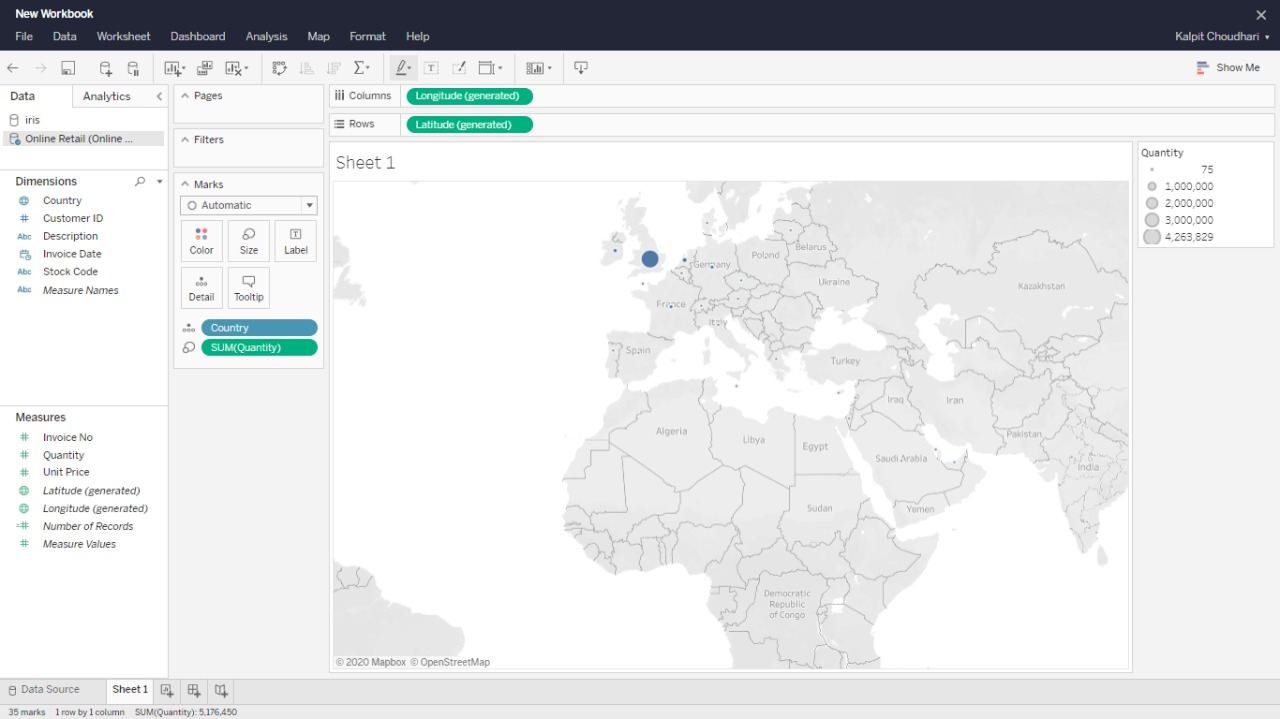 New Workbook
File Data Worksheet Dashboard Analysis Map Format Help
Kalpit Choudhari
Show Me
Data Analytics
iris
Online Retail (Online ...
Dimensions
Country
Customer ID
Abc Description
Invoice Date
Abc Stock Code
Abc Measure Names
Measures
Invoice No
Quantity
Unit Price
Latitude (generated)
Longitude (generated)
Number of Records
Measure Values
Pages
Filters
Marks
Automatic
Color Size Label
Detail Tooltip
Country
SUM(Quantity)
Columns Longitude (generated)
Rows Latitude (generated)
Sheet 1
Belarus
Poland
Germany
Ukraine
Kazakhstan
France
Italy
Spain
Turkey
Iraq
Iran
Algeria
Libya
Egypt
Pakistan
Saudi Arabia
India
Sudan
Yemen
Democratic
Republic
of Congo
© 2020 Mapbox © OpenStreetMap
Quantity
75
1,000,000
2,000,000
3,000,000
4,263,829
Data Source Sheet 1
35 marks 1 row by 1 column SUM(Quantity): 5,176,450